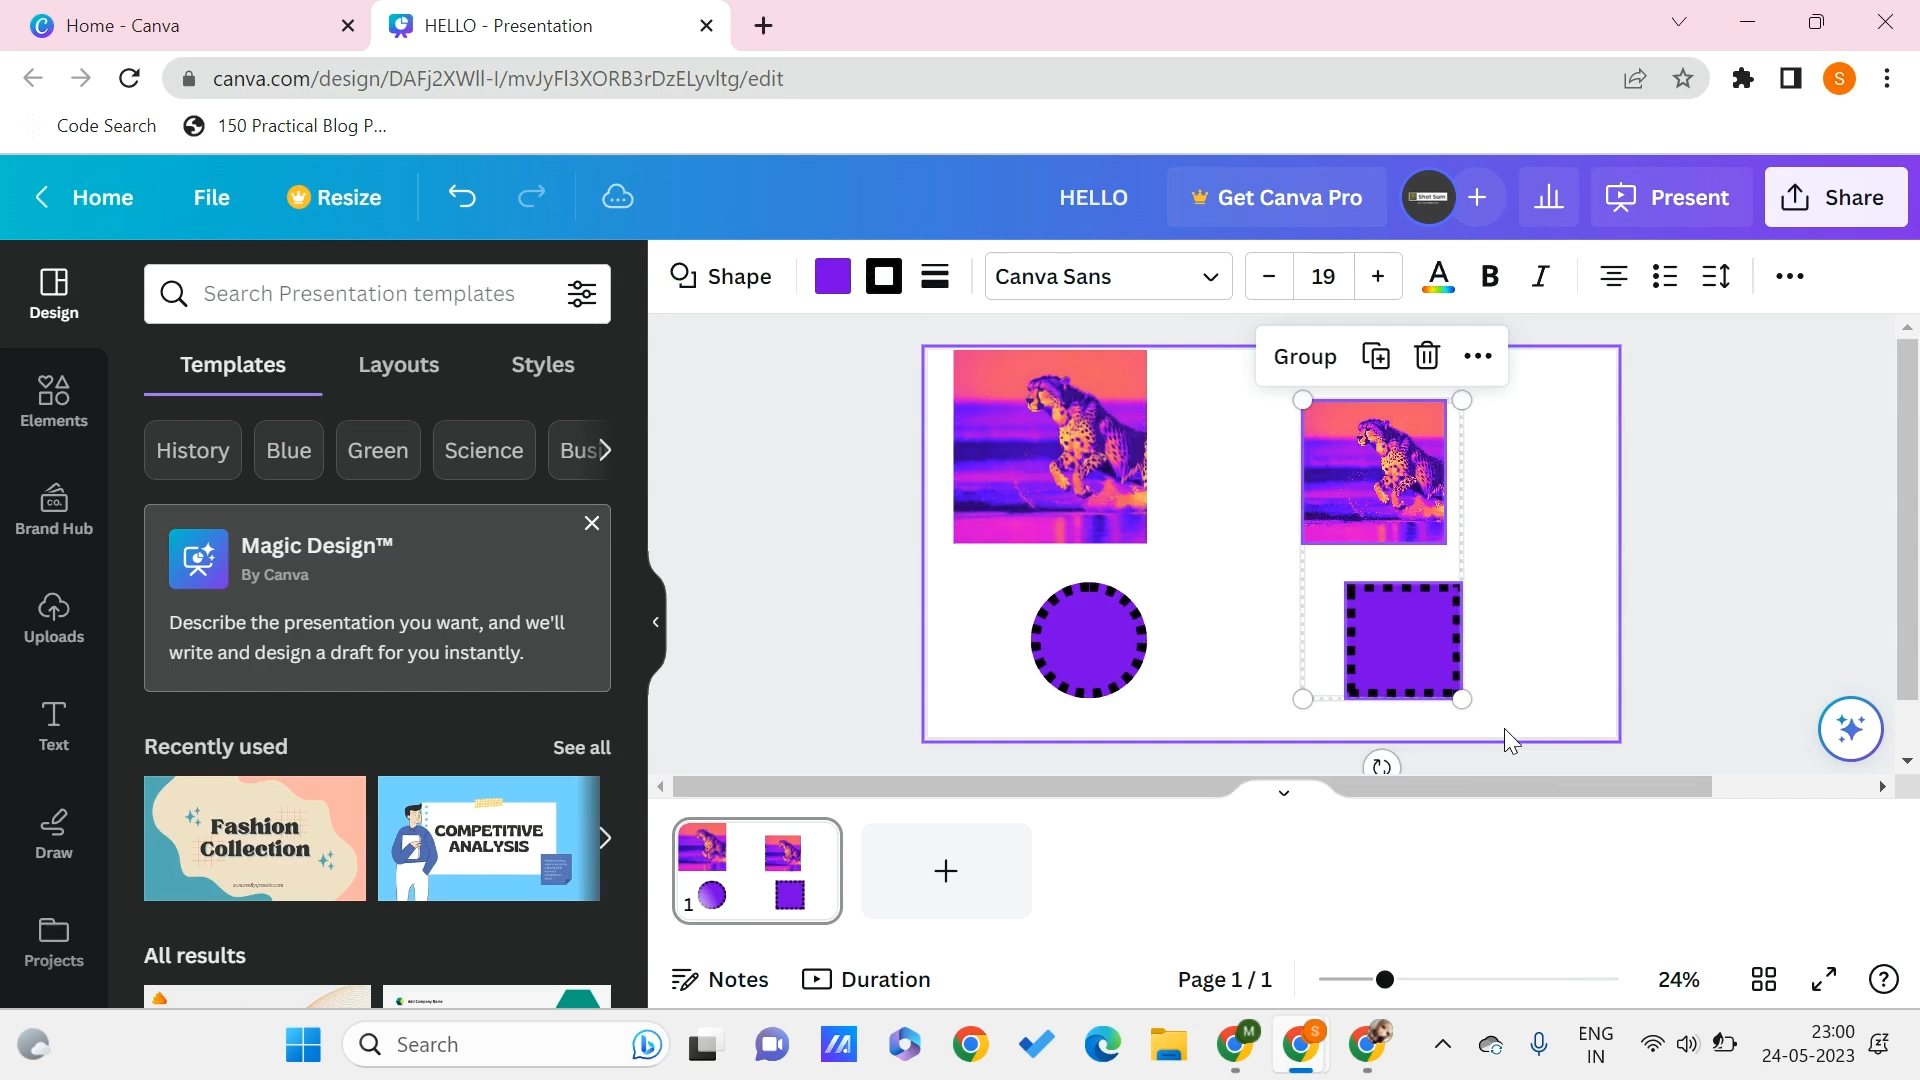 Home - Canva
HELLO - Presentation
canva.com/design/DAFj2XWIl-I/mvJyFl3XORB3rDzELyvltg/edit
S
Code Search
150 Practical Blog P...
Home
File
Resize
HELLO
Get Canva Pro
Present
Share
Design
Search Presentation templates
Shape
Canva Sans
19
A
B
I
Templates
Layouts
Styles
Group
Elements
History
Blue
Green
Science
Busi
CO.
Brand Hub
Magic Design™
By Canva
Describe the presentation you want, and we'll
write and design a draft for you instantly.
Uploads
Text
Recently used
See all
Fashion
Collection
COMPETITIVE
ANALYSIS
Draw
1
Projects
All results
Notes
Duration
Page 1 / 1
24%
Search
M
S
ENG
IN
23:00
24-05-2023